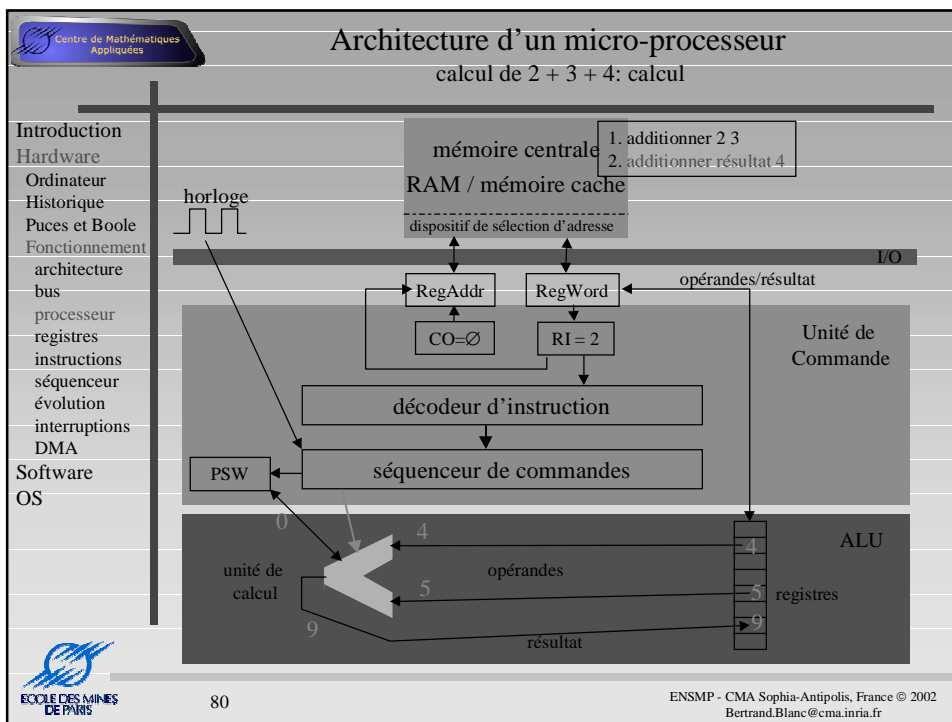 Centre de Mathématiques
Appliquées
Architecture d'un micro-processeur
calcul de 2 + 3 + 4: calcul
Introduction
Hardware
Ordinateur
Historique
Puces et Boole
Fonctionnement
architecture
bus
processeur
registres
instructions
séquenceur
évolution
interruptions
DMA
Software
OS
horloge
mémoire centrale
RAM / mémoire cache
dispositif de sélection d'adresse
1. additionner 2 3
2. additionner résultat 4
I/O
RegAddr
RegWord
opérandes/résultat
CO=∅
RI = 2
Unité de
Commande
décodeur d'instruction
séquenceur de commandes
PSW
0
ALU
4
4
unité de
calcul
opérandes
5
5
registres
9
9
résultat
ECOLE DES MINES
DE PARIS
80
ENSMP - CMA Sophia-Antipolis, France © 2002
Bertrand.Blanc@cma.inria.fr